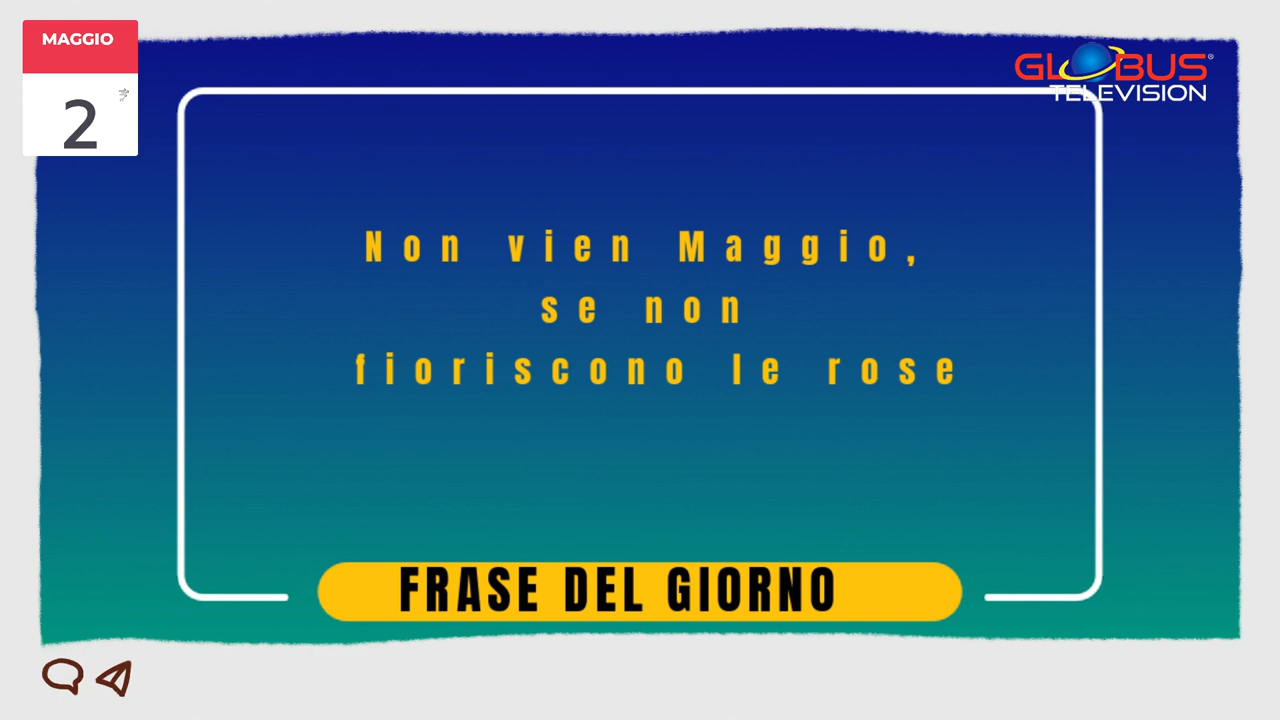 MAGGIO
2
GLOBUS®
TELEVISION
Non vien Maggio,
se non
fioriscono le rose
FRASE DEL GIORNO